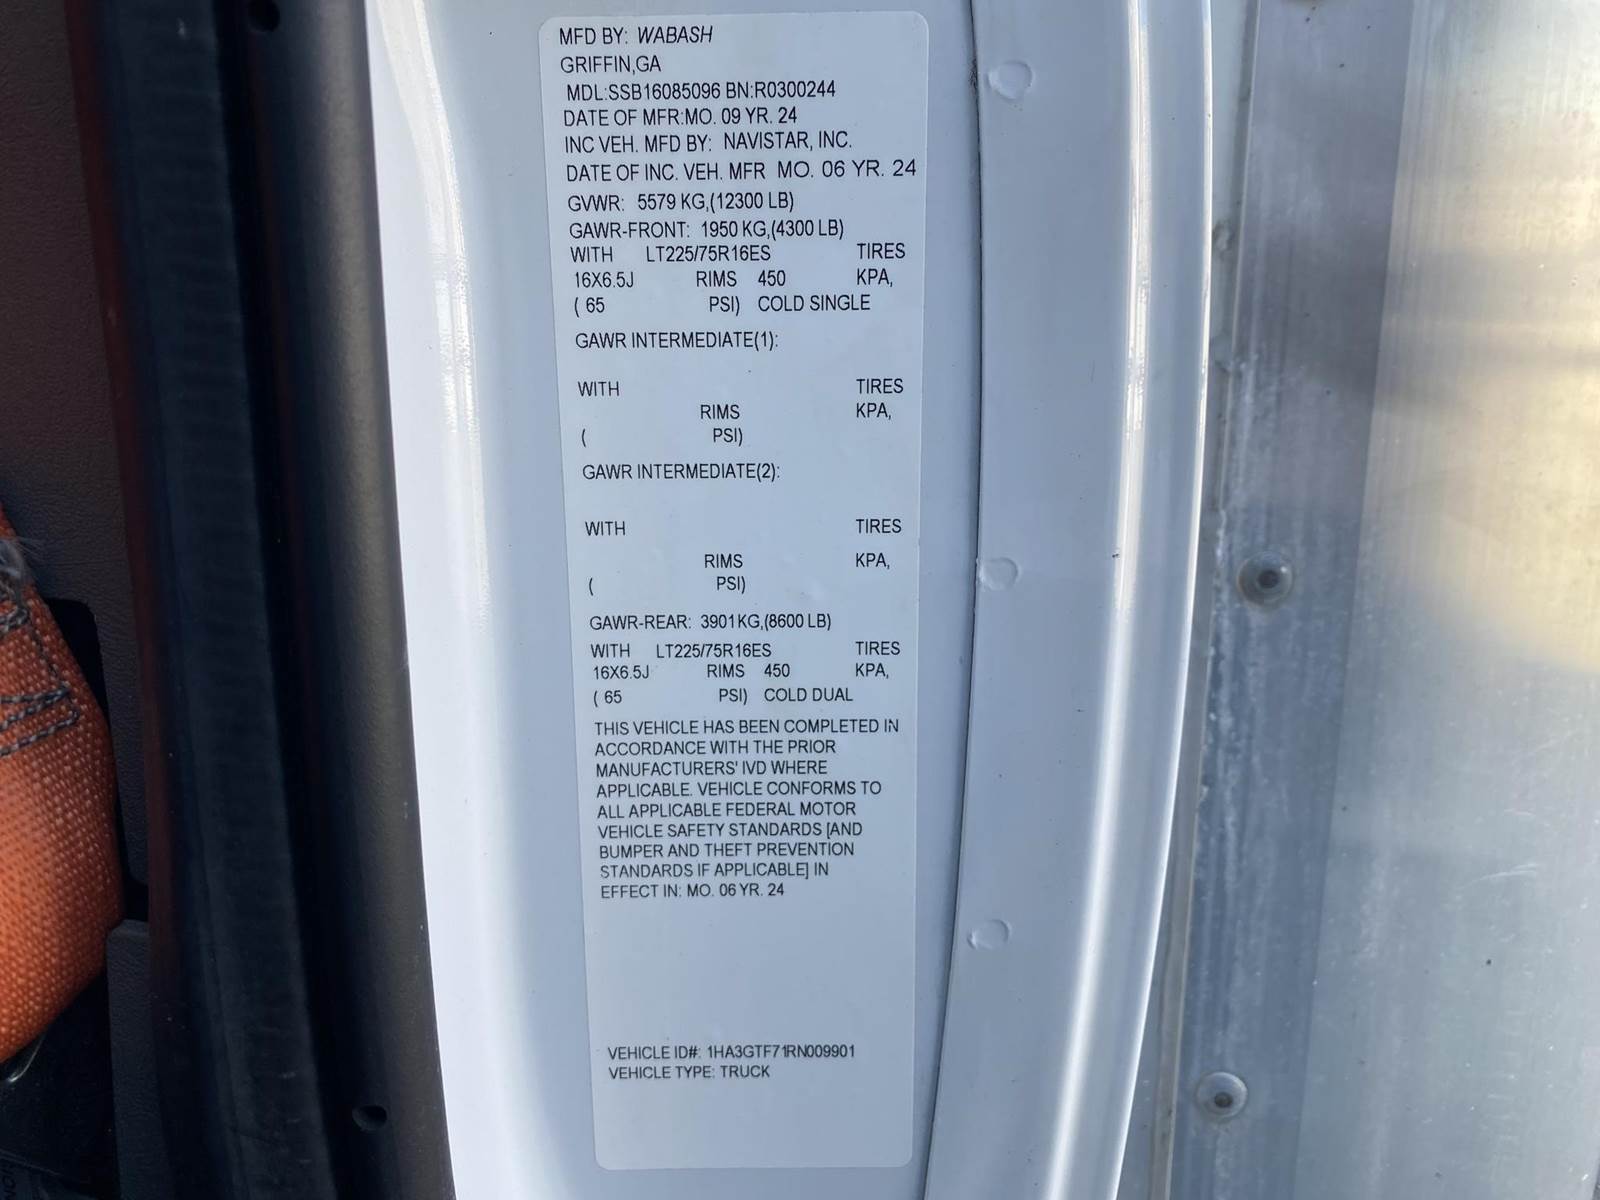 MFD BY: WABASH
GRIFFIN,GA
MDL:SSB16085096 BN:R0300244
DATE OF MFR:MO. 09 YR. 24
INC VEH. MFD BY: NAVISTAR, INC.
DATE OF INC. VEH. MFR MO. 06 YR. 24
GVWR: 5579 KG,(12300 LB)
GAWR-FRONT: 1950 KG,(4300 LB)
WITH LT225/75R16ES TIRES
16X6.5J RIMS 450 KPA,
( 65 PSI) COLD SINGLE
GAWR INTERMEDIATE(1):
WITH TIRES
RIMS KPA,
( PSI)
GAWR INTERMEDIATE(2):
WITH TIRES
RIMS KPA,
( PSI)
GAWR-REAR: 3901KG,(8600 LB)
WITH LT225/75R16ES TIRES
16X6.5J RIMS 450 KPA,
( 65 PSI) COLD DUAL
THIS VEHICLE HAS BEEN COMPLETED IN
ACCORDANCE WITH THE PRIOR
MANUFACTURERS' IVD WHERE
APPLICABLE. VEHICLE CONFORMS TO
ALL APPLICABLE FEDERAL MOTOR
VEHICLE SAFETY STANDARDS [AND
BUMPER AND THEFT PREVENTION
STANDARDS IF APPLICABLE] IN
EFFECT IN: MO. 06 YR. 24
VEHICLE ID#: 1HA3GTF71RN009901
VEHICLE TYPE: TRUCK